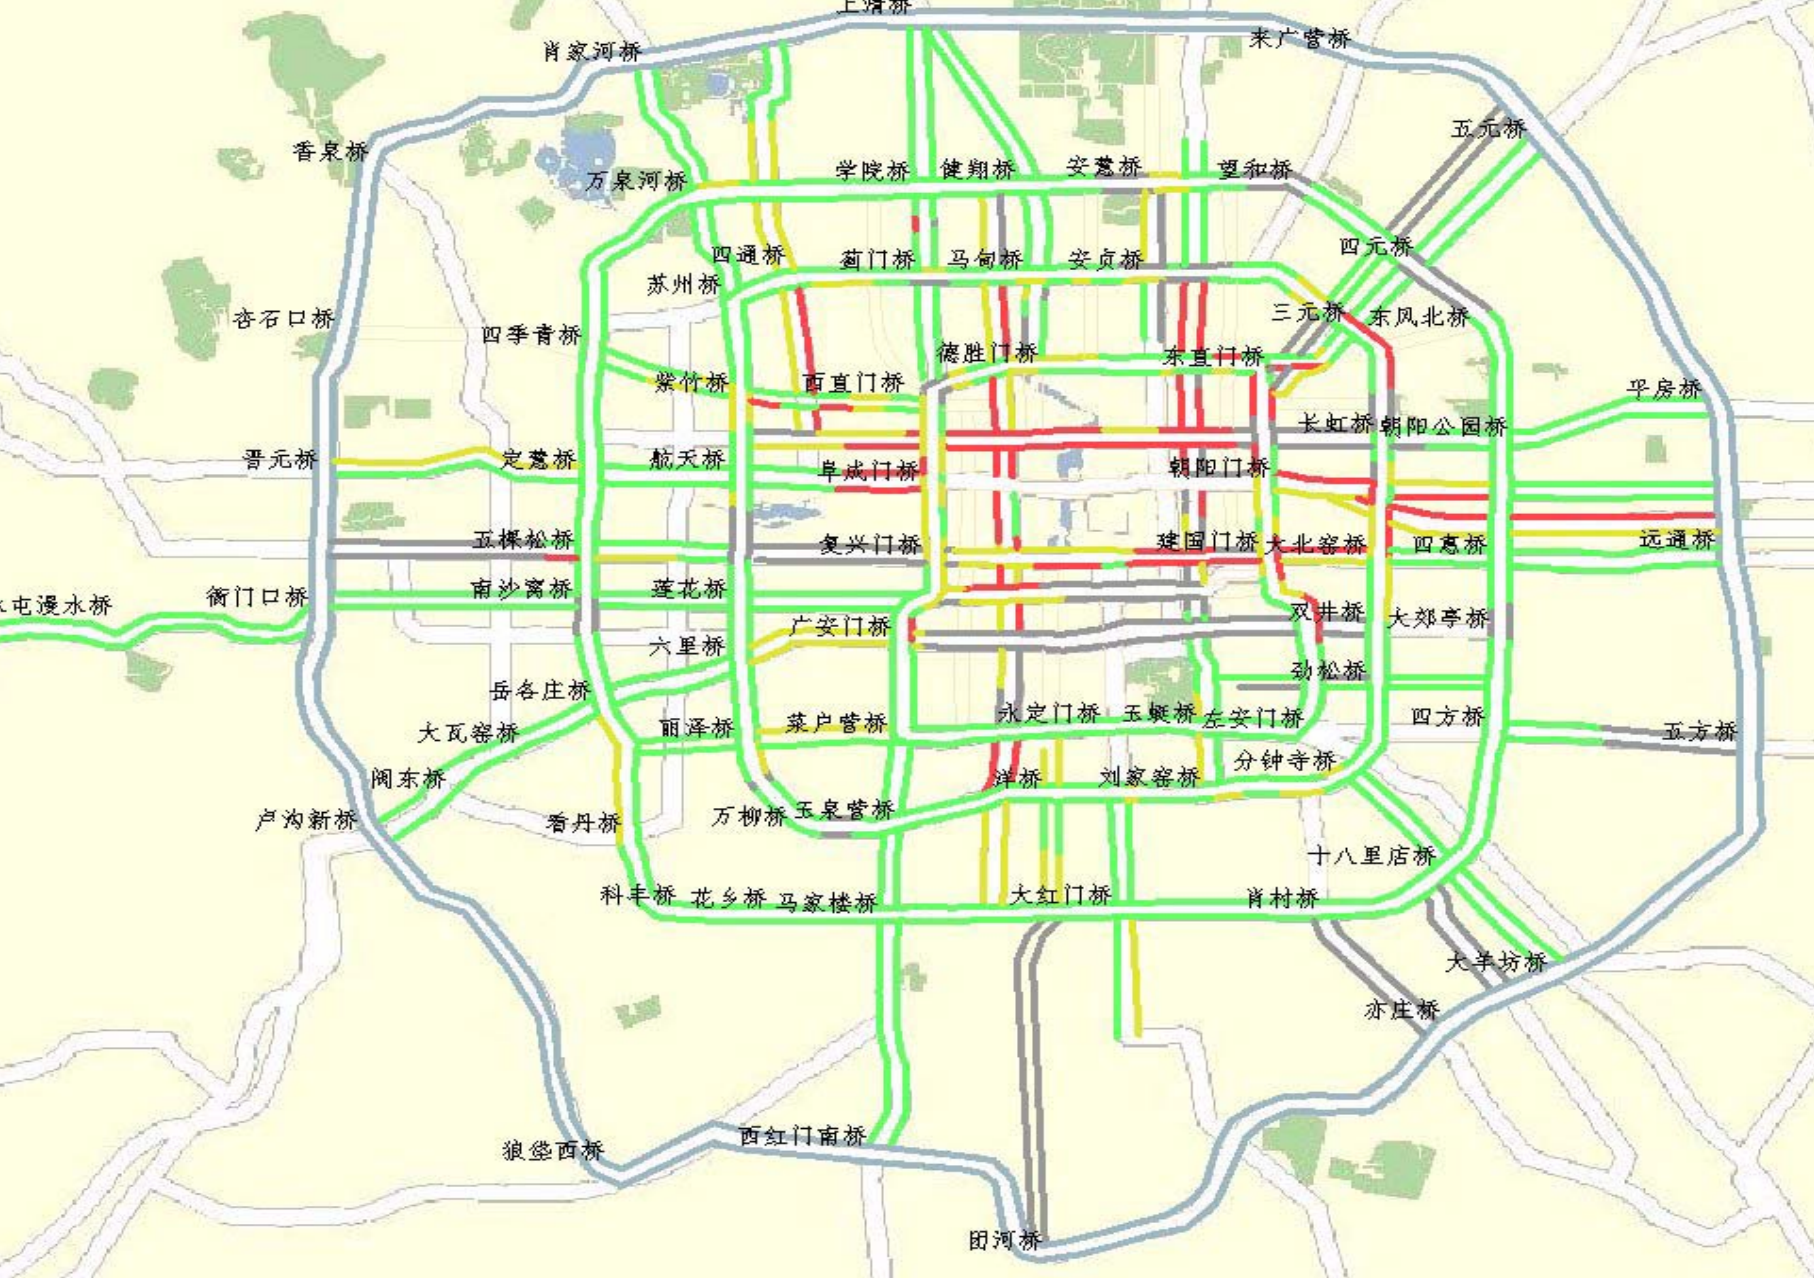 上清桥
来广营桥
肖家河桥
五元桥
香泉桥
学院桥
健翔桥
安慧桥
望和桥
万泉河桥
四元桥
四通桥
蓟门桥
马甸桥
安贞桥
苏州桥
三元桥
东风北桥
杏石口桥
四季青桥
德胜门桥
东直门桥
紫竹桥
西直门桥
平房桥
长虹桥
朝阳公园桥
晋元桥
定慧桥
航天桥
阜成门桥
朝阳门桥
五棵松桥
复兴门桥
建国门桥
大北窑桥
四惠桥
远通桥
衙门口桥
南沙窝桥
莲花桥
屯漫水桥
广安门桥
双井桥
大郊亭桥
六里桥
劲松桥
岳各庄桥
大瓦窑桥
丽泽桥
菜户营桥
永定门桥
玉蜓桥
左安门桥
四方桥
五方桥
阅东桥
洋桥
刘家窑桥
分钟寺桥
卢沟新桥
看丹桥
万柳桥
玉泉营桥
十八里店桥
科丰桥
花乡桥
马家楼桥
大红门桥
肖村桥
大羊坊桥
亦庄桥
狼垡西桥
西红门南桥
团河桥